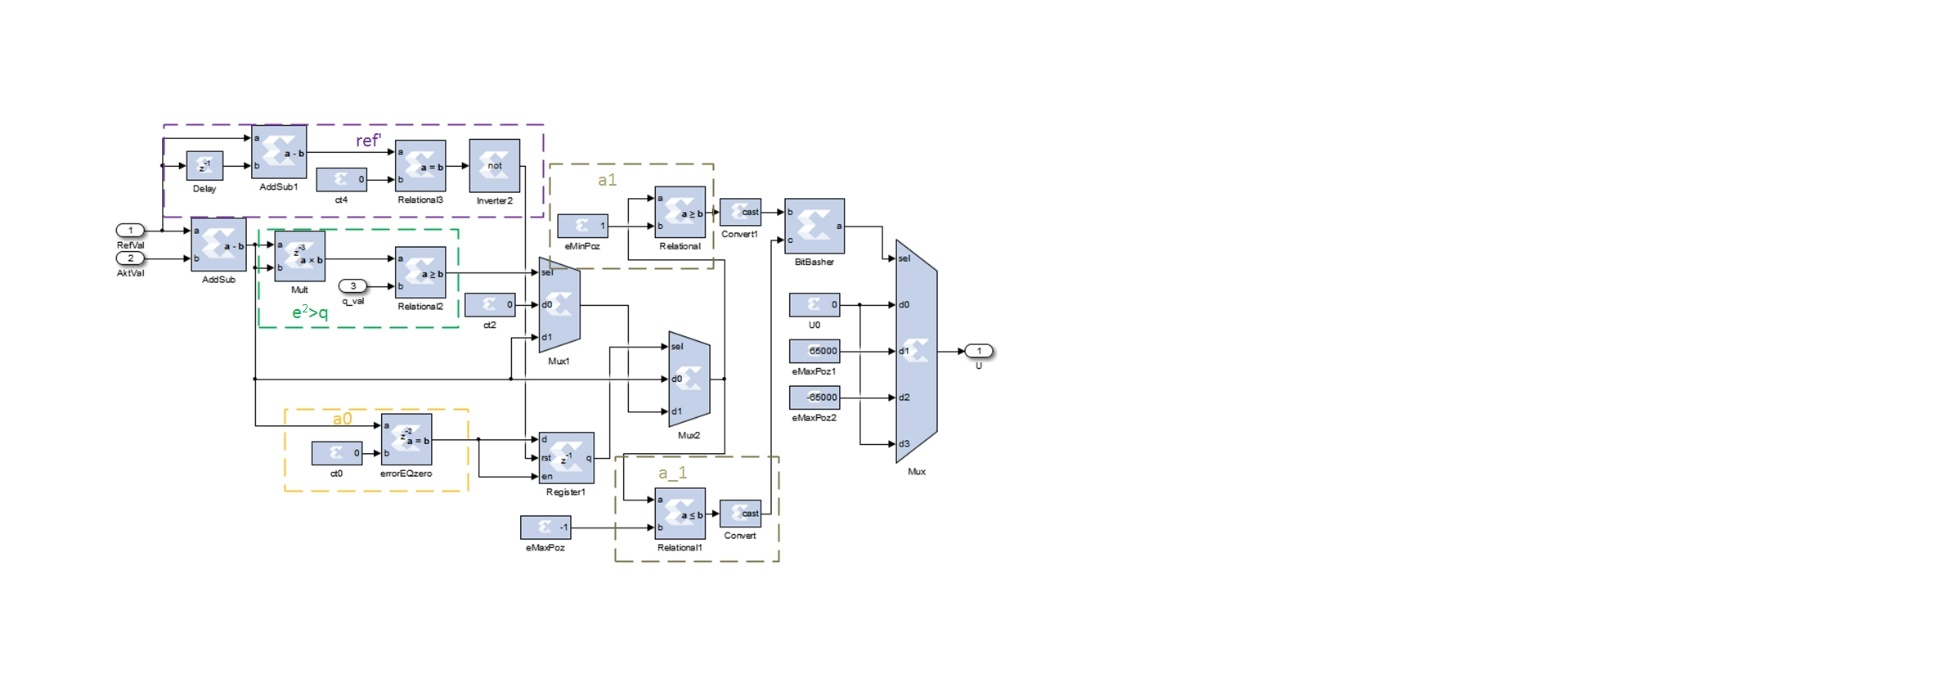 ref'
a
b
a - b
AddSub1
z-1
Delay
0
ct4
a
b
a = b
Relational3
not
Inverter2
1
RefVal
2
AktVal
a
b
a - b
AddSub
a
b
z-3
a × b
Mult
3
q_val
a
b
a ≥ b
Relational2
e2>q
0
ct2
sel
d0
d1
Mux1
a1
1
eMinPoz
a
b
a ≥ b
Relational
cast
Convert1
b
c
a
BitBasher
sel
d0
d1
d2
d3
Mux
0
U0
65000
eMaxPoz1
-65000
eMaxPoz2
1
U
sel
d0
d1
Mux2
a0
0
ct0
a
b
z-2
a = b
errorEQzero
d
rst
en
z-1
q
Register1
a_1
-1
eMaxPoz
a
b
a ≤ b
Relational1
cast
Convert